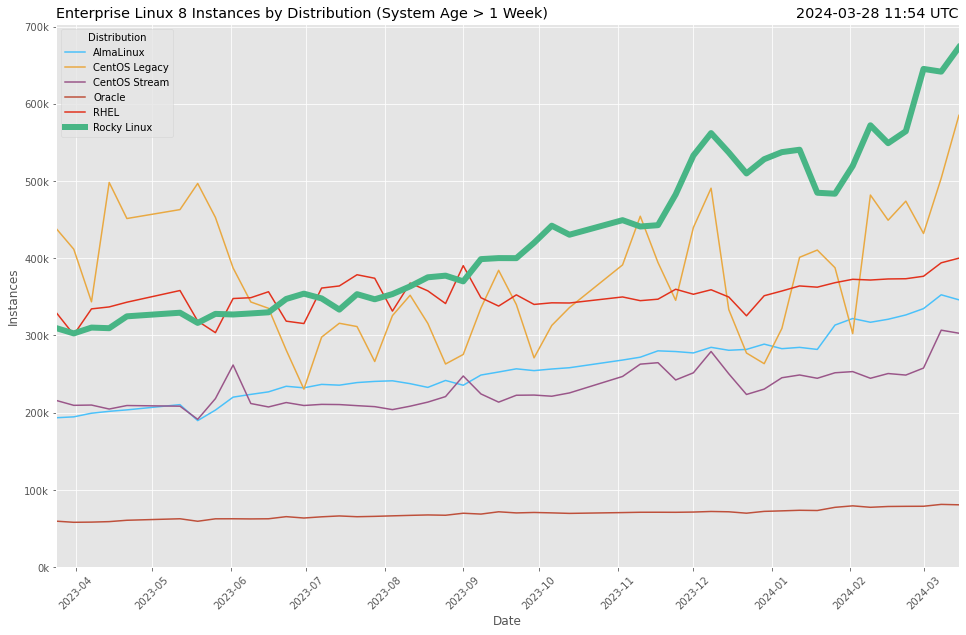 Enterprise Linux 8 Instances by Distribution (System Age > 1 Week)
2024-03-28 11:54 UTC
Distribution
AlmaLinux
CentOS Legacy
CentOS Stream
Oracle
RHEL
Rocky Linux
Instances
700k
600k
500k
400k
300k
200k
100k
0k
2023-04
2023-05
2023-06
2023-07
2023-08
2023-09
2023-10
2023-11
2023-12
2024-01
2024-02
2024-03
Date